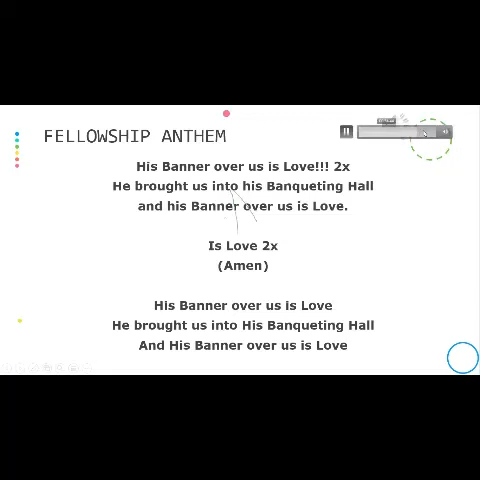 FELLOWSHIP ANTHEM
His Banner over us is Love!!! 2x
He brought us into his Banqueting Hall
and his Banner over us is Love.
Is Love 2x
(Amen)
His Banner over us is Love
He brought us into His Banqueting Hall
And His Banner over us is Love